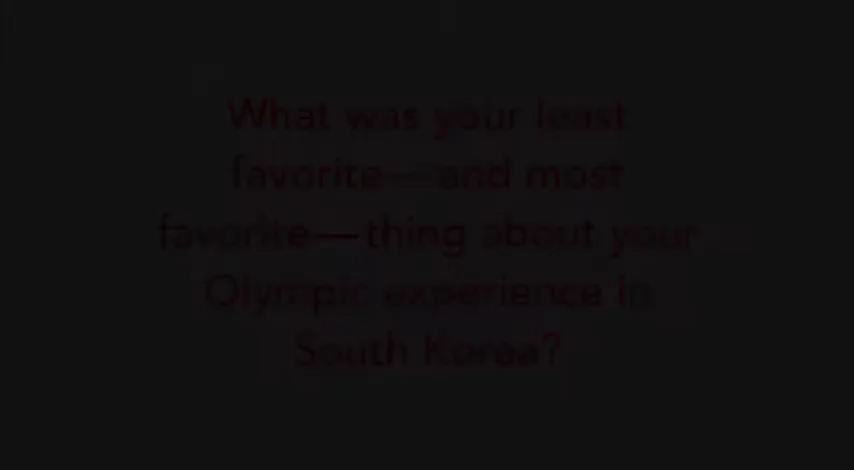 What was your least
favorite—and most
favorite—thing about your
Olympic experience in
South Korea?